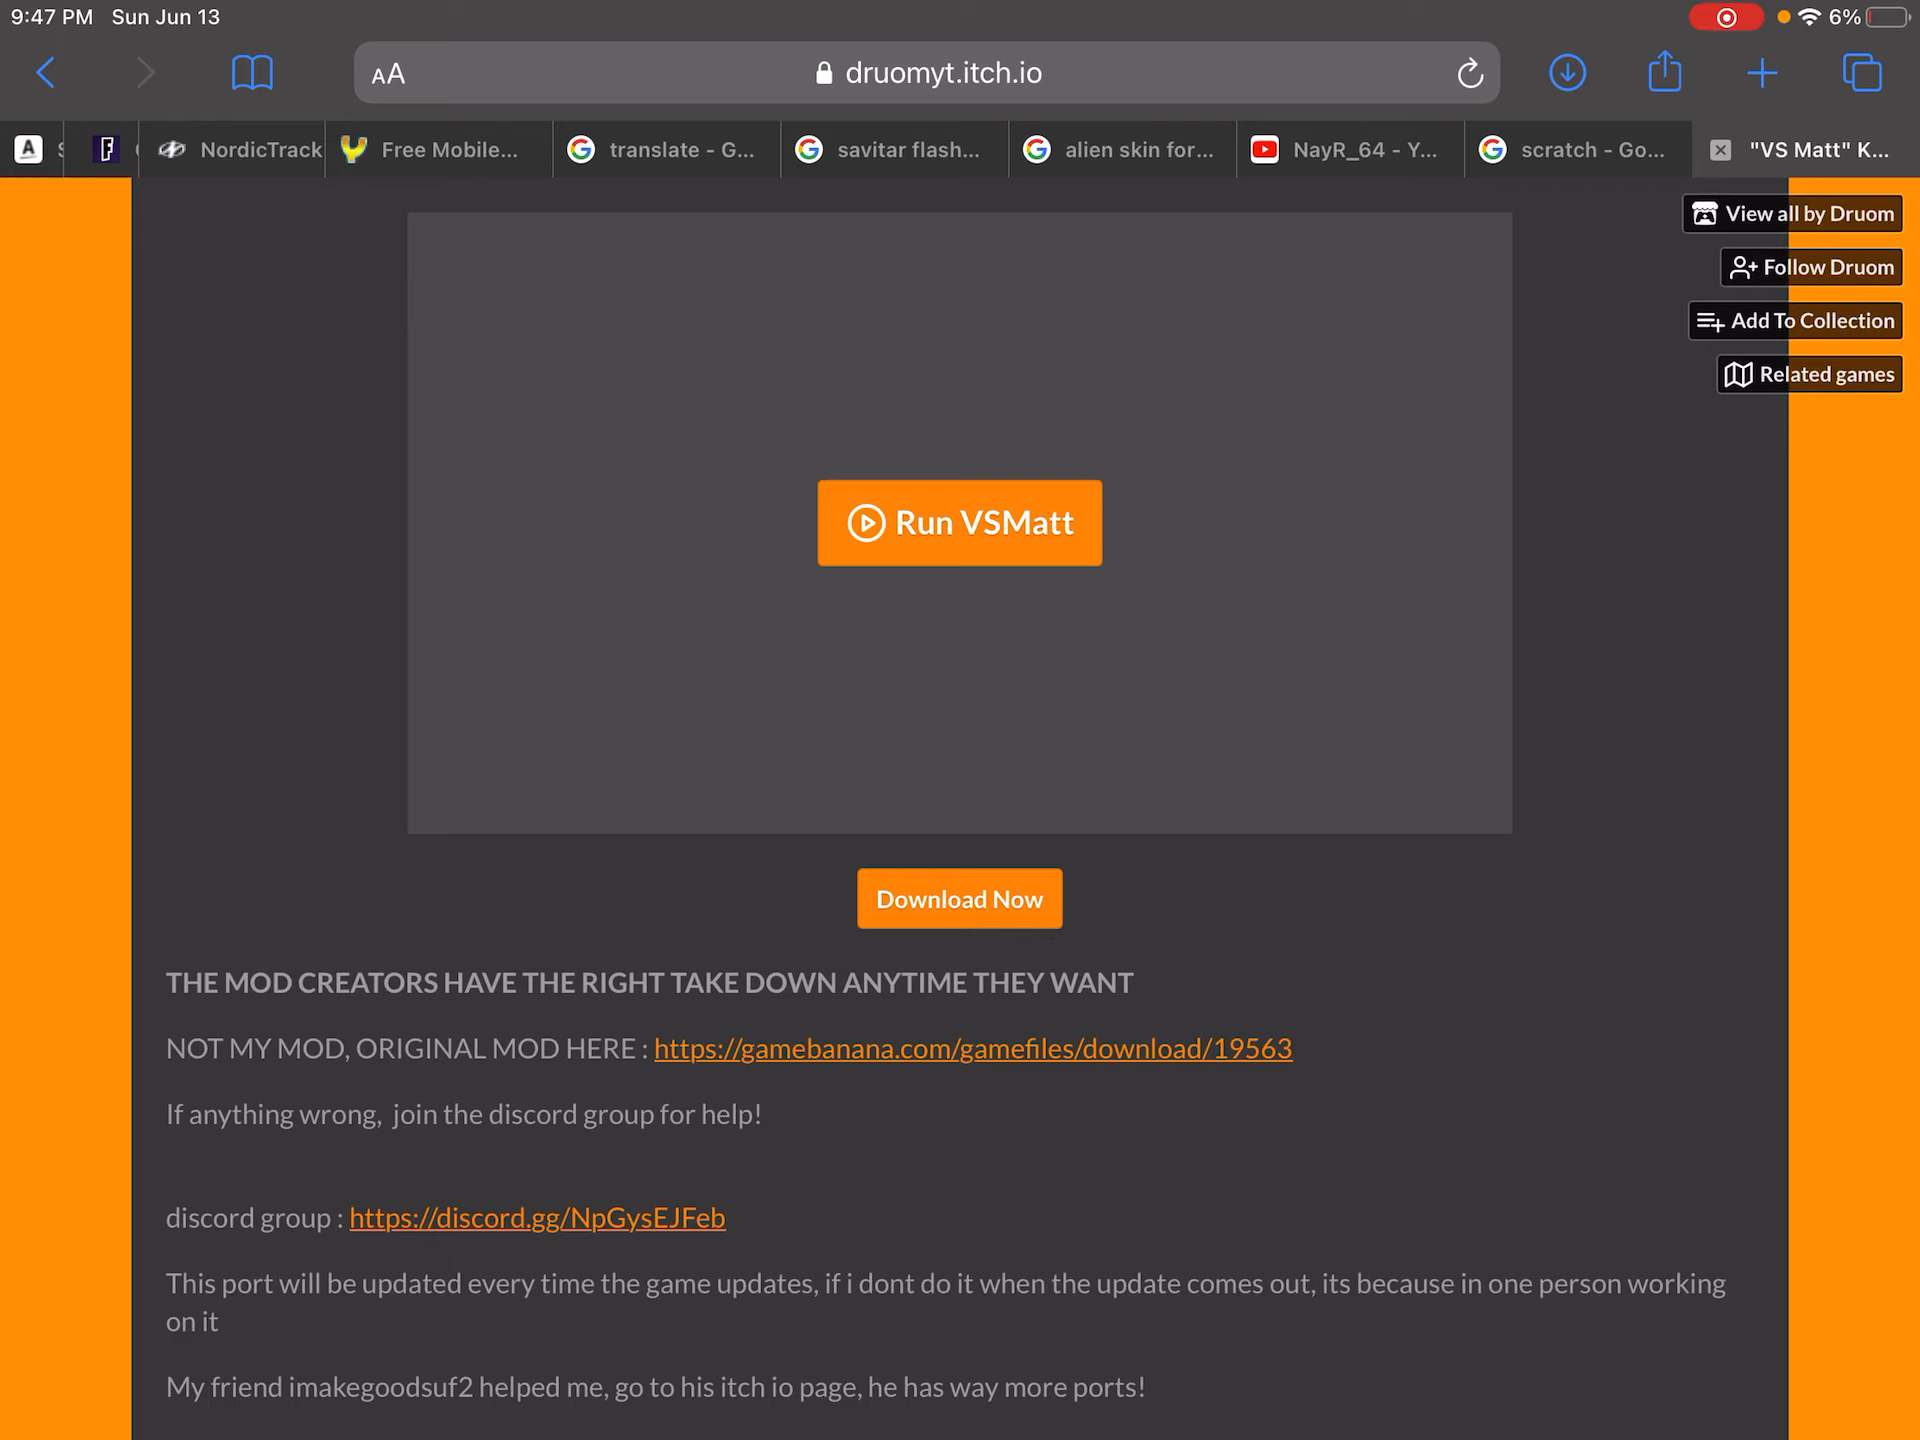 9:47 PM Sun Jun 13
6%
AA
druomyt.itch.io
A
F
NordicTrack
Free Mobile...
translate - G...
savitar flash...
alien skin for...
NayR_64 - Y...
scratch - Go...
"VS Matt" K...
View all by Druom
Follow Druom
Add To Collection
Related games
Run VSMatt
Download Now
THE MOD CREATORS HAVE THE RIGHT TAKE DOWN ANYTIME THEY WANT
NOT MY MOD, ORIGINAL MOD HERE : https://gamebanana.com/gamefiles/download/19563
If anything wrong, join the discord group for help!
discord group : https://discord.gg/NpGysEJFeb
This port will be updated every time the game updates, if i dont do it when the update comes out, its because in one person working
on it
My friend imakegoodsuf2 helped me, go to his itch io page, he has way more ports!